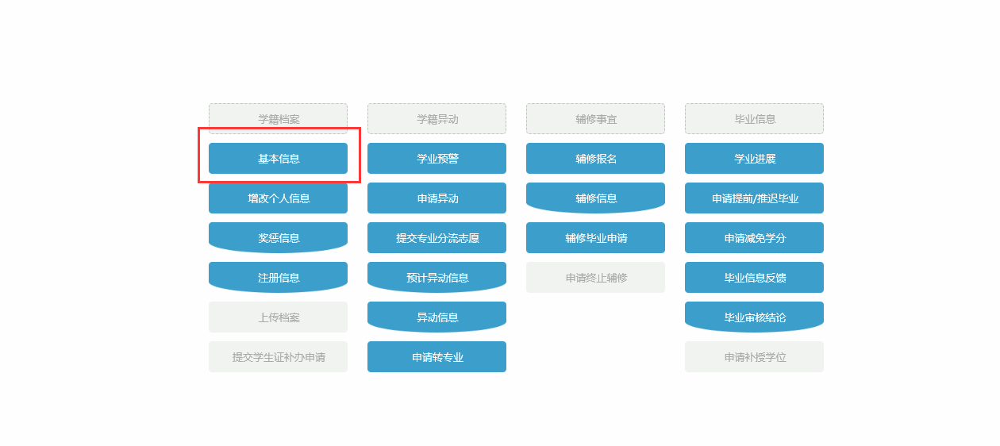 学籍档案
学籍异动
辅修事宜
毕业信息
基本信息
学业预警
辅修报名
学业进展
增改个人信息
申请异动
辅修信息
申请提前/推迟毕业
奖惩信息
提交专业分流志愿
辅修毕业申请
申请减免学分
注册信息
预计异动信息
申请终止辅修
毕业信息反馈
上传档案
异动信息
毕业审核结论
提交学生证补办申请
申请转专业
申请补授学位